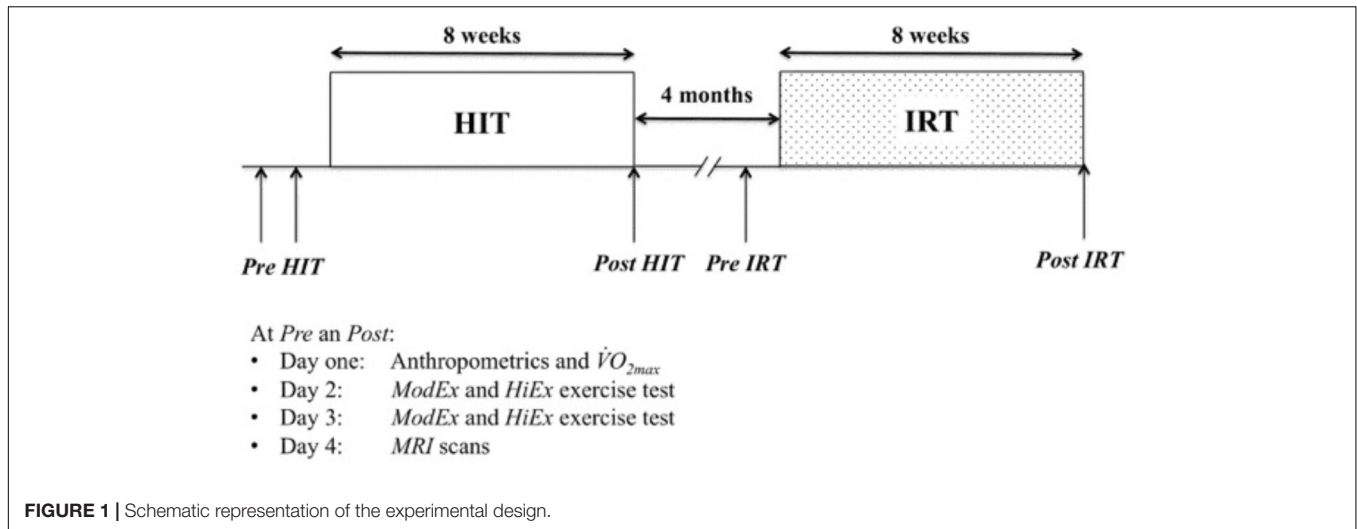 8 weeks 8 weeks
4 months
HIT IRT
Pre HIT Post HIT Pre IRT Post IRT
At Pre an Post:
• Day one: Anthropometrics and V̇O2max
• Day 2: ModEx and HiEx exercise test
• Day 3: ModEx and HiEx exercise test
• Day 4: MRI scans
FIGURE 1 | Schematic representation of the experimental design.